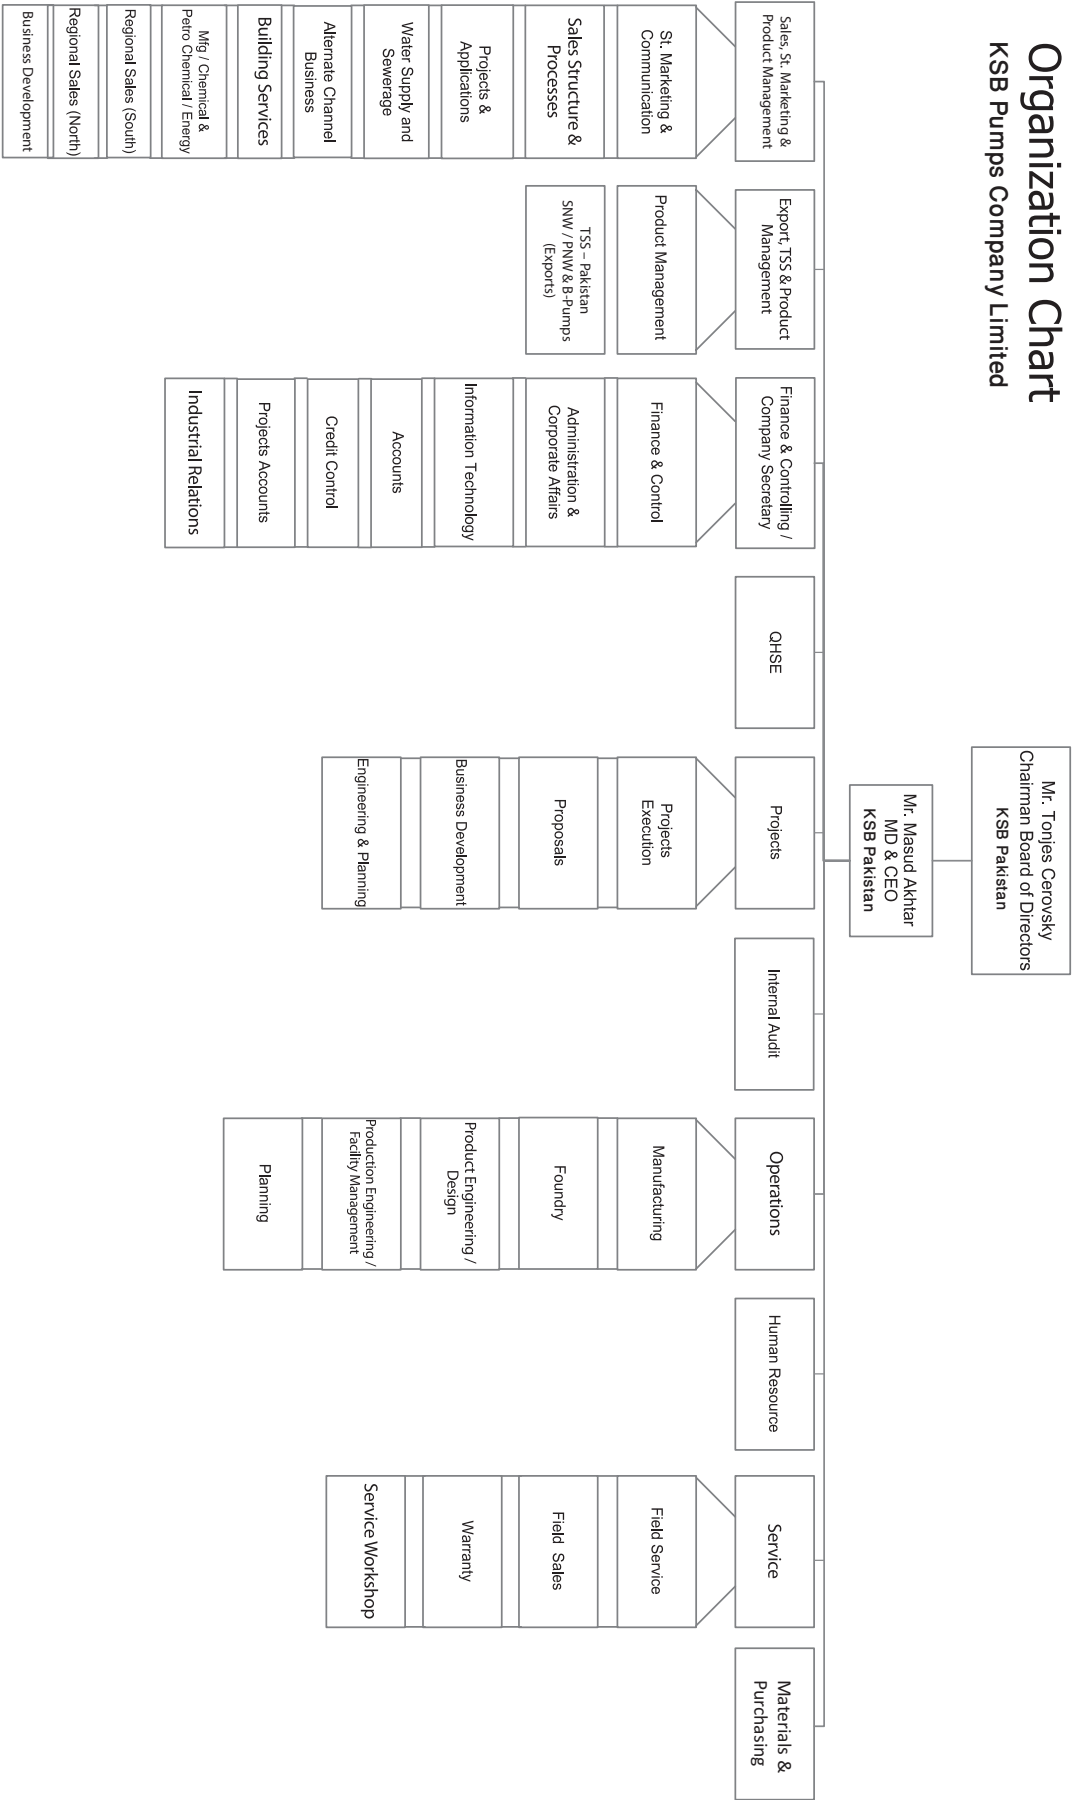 Organization Chart
KSB Pumps Company Limited
Mr. Tonjes Cerovsky
Chairman Board of Directors
KSB Pakistan
Mr. Masud Akhtar
MD & CEO
KSB Pakistan
Sales, St. Marketing &
Product Management
St. Marketing &
Communication
Sales Structure &
Processes
Projects &
Applications
Water Supply and
Sewerage
Alternate Channel
Business
Building Services
Mfg / Chemical &
Petro Chemical / Energy
Regional Sales (South)
Regional Sales (North)
Business Development
Export, TSS & Product
Management
Product Management
TSS – Pakistan
SNW / PNW & B-Pumps
(Exports)
Finance & Controlling /
Company Secretary
Finance & Control
Administration &
Corporate Affairs
Information Technology
Accounts
Credit Control
Projects Accounts
Industrial Relations
QHSE
Projects
Projects
Execution
Proposals
Business Development
Engineering & Planning
Internal Audit
Operations
Manufacturing
Foundry
Product Engineering /
Design
Production Engineering /
Facility Management
Planning
Human Resource
Service
Field Service
Field Sales
Warranty
Service Workshop
Materials &
Purchasing